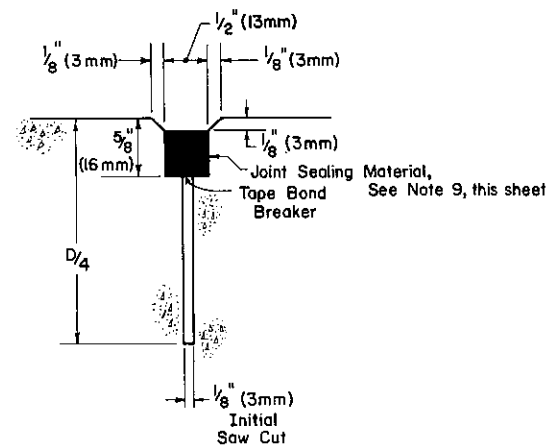 1/2" (13mm)
1/8" (3mm)
1/8" (3mm)
5/8"
(16 mm)
1/8" (3mm)
Joint Sealing Material,
See Note 9, this sheet
Tape Bond
Breaker
D/4
1/8" (3mm)
Initial
Saw Cut